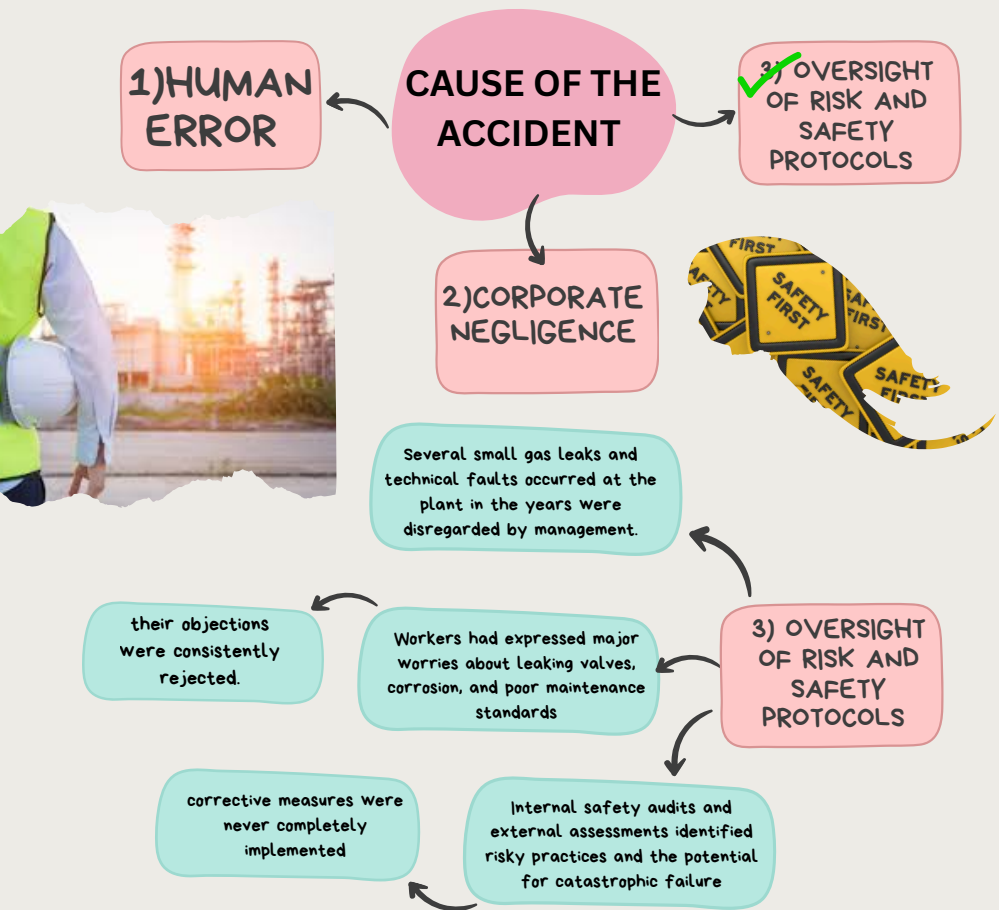 CAUSE OF THE
ACCIDENT
1)HUMAN
ERROR
3) OVERSIGHT
OF RISK AND
SAFETY
PROTOCOLS
2)CORPORATE
NEGLIGENCE
FIRST
SAFETY
FIRST
FIRST
SAFETY
SAFETY
Several small gas leaks and
technical faults occurred at the
plant in the years were
disregarded by management.
3) OVERSIGHT
OF RISK AND
SAFETY
PROTOCOLS
Workers had expressed major
worries about leaking valves,
corrosion, and poor maintenance
standards
their objections
were consistently
rejected.
Internal safety audits and
external assessments identified
risky practices and the potential
for catastrophic failure
corrective measures were
never completely
implemented